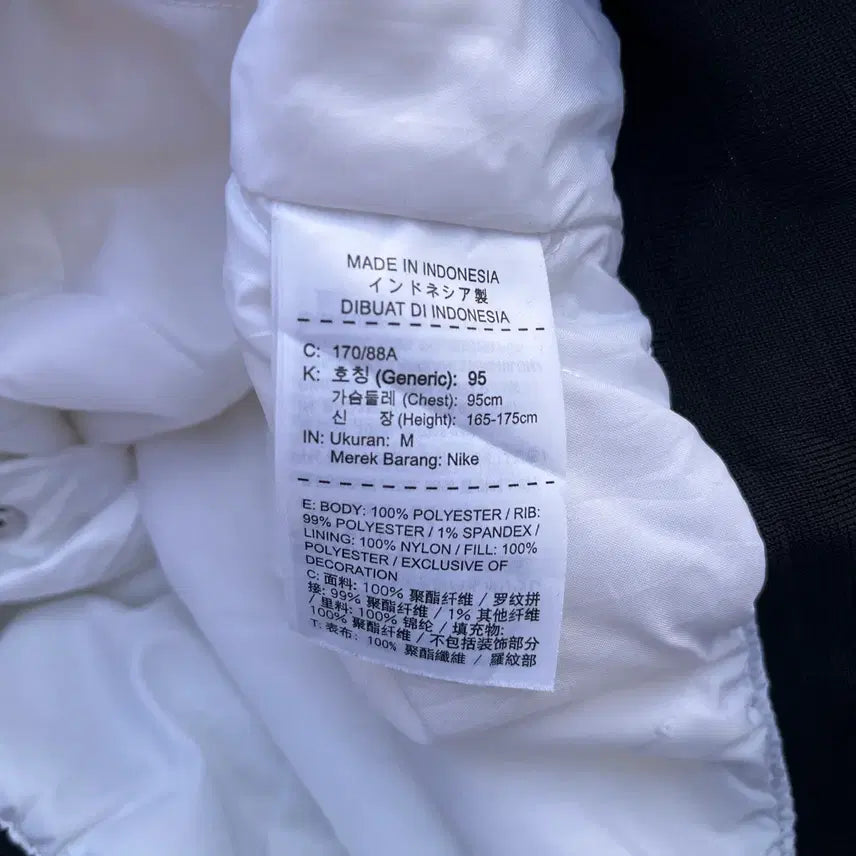 MADE IN INDONESIA
インドネシア製
DIBUAT DI INDONESIA
C: 170/88A
K: 호칭 (Generic): 95
가슴둘레 (Chest): 95cm
신 장 (Height): 165-175cm
IN: Ukuran: M
Merek Barang: Nike
E: BODY: 100% POLYESTER / RIB:
99% POLYESTER / 1% SPANDEX /
LINING: 100% NYLON / FILL: 100%
POLYESTER / EXCLUSIVE OF
DECORATION
C: 面料: 100% 聚酯纤维 / 罗纹拼
接: 99% 聚酯纤维 / 1% 其他纤维
/ 里料: 100% 锦纶 / 填充物:
100% 聚酯纤维 / 不包括装饰部分
T: 表布: 100% 聚酯纖維 / 羅紋部